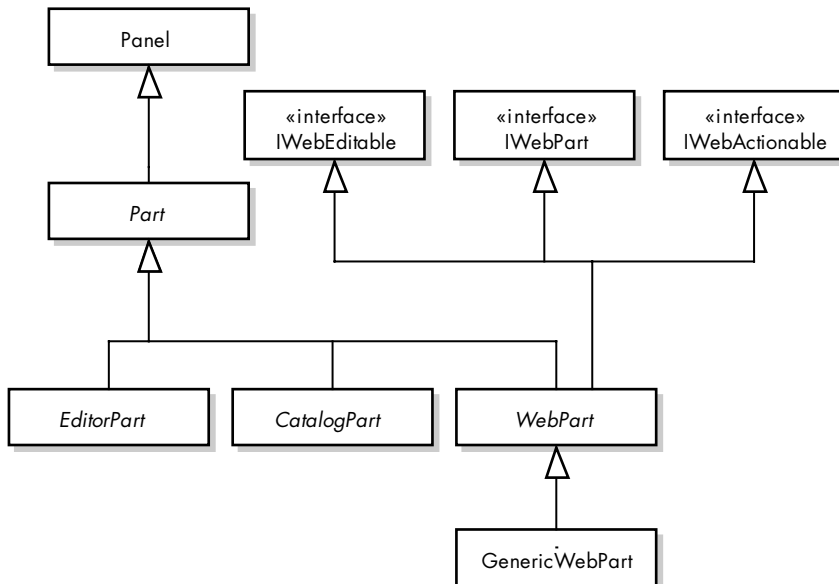 Panel
«interface»
IWebEditable
«interface»
IWebPart
«interface»
IWebActionable
Part
EditorPart
CatalogPart
WebPart
GenericWebPart